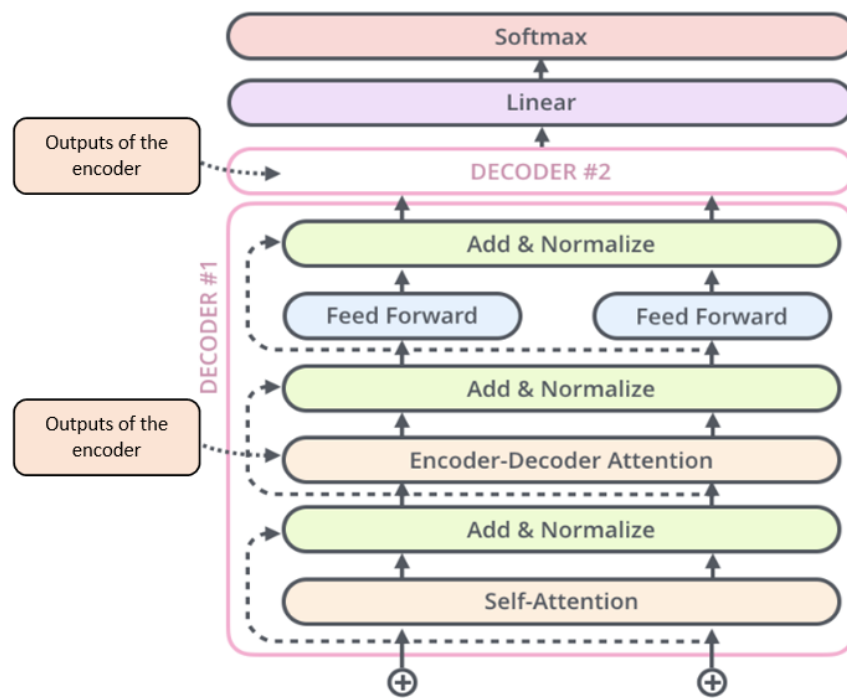 Softmax
Linear
Outputs of the
encoder
DECODER #2
DECODER #1
Add & Normalize
Feed Forward
Feed Forward
Add & Normalize
Outputs of the
encoder
Encoder-Decoder Attention
Add & Normalize
Self-Attention